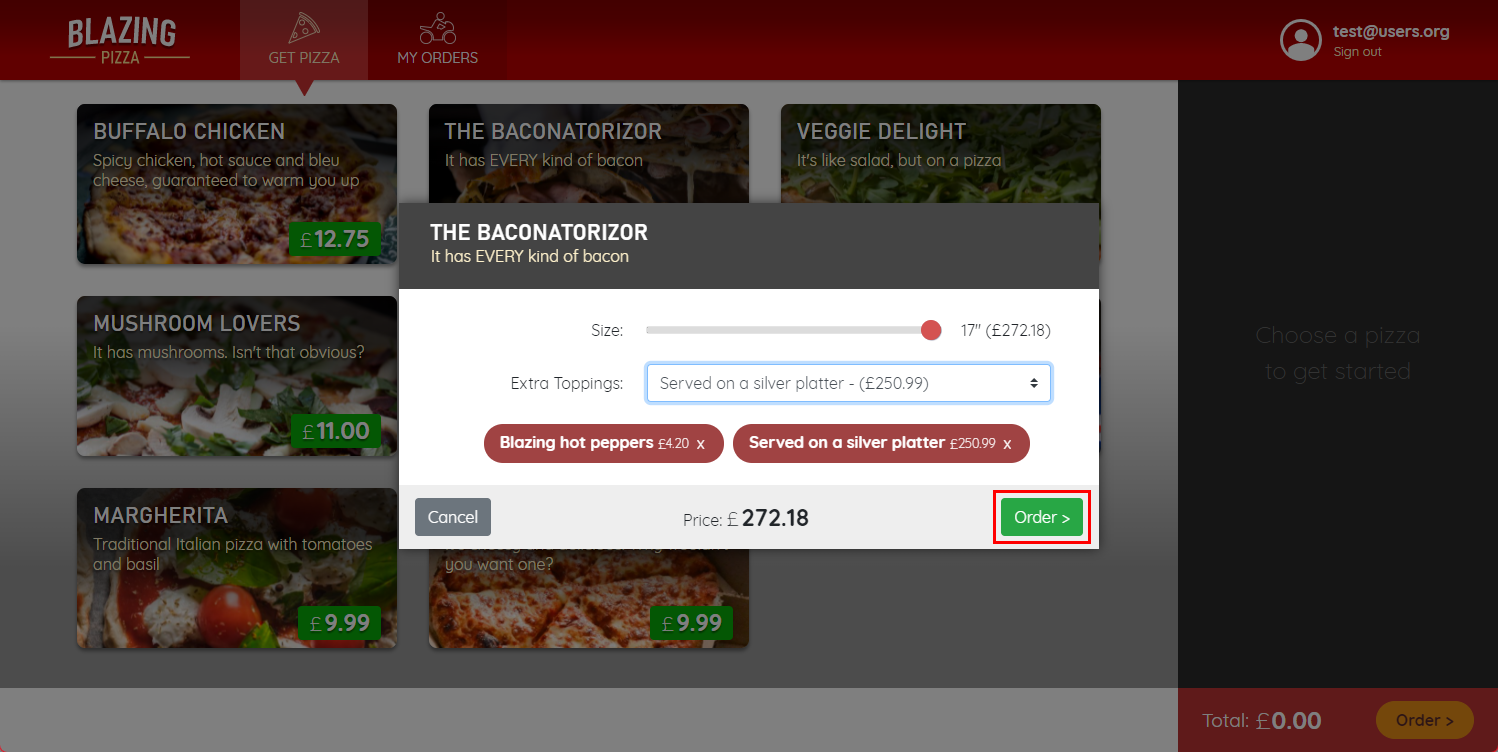 BLAZING
PIZZA
GET PIZZA
MY ORDERS
test@users.org
Sign out
BUFFALO CHICKEN
Spicy chicken, hot sauce and bleu
cheese, guaranteed to warm you up
£12.75
THE BACONATORIZOR
It has EVERY kind of bacon
VEGGIE DELIGHT
It's like salad, but on a pizza
THE BACONATORIZOR
It has EVERY kind of bacon
Size:
17" (£272.18)
Extra Toppings:
Served on a silver platter - (£250.99)
Blazing hot peppers £4.20 x
Served on a silver platter £250.99 x
Cancel
Price: £272.18
Order >
MUSHROOM LOVERS
It has mushrooms. Isn't that obvious?
£11.00
MARGHERITA
Traditional Italian pizza with tomatoes
and basil
£9.99
you want one?
£9.99
Choose a pizza
to get started
Total: £0.00
Order >